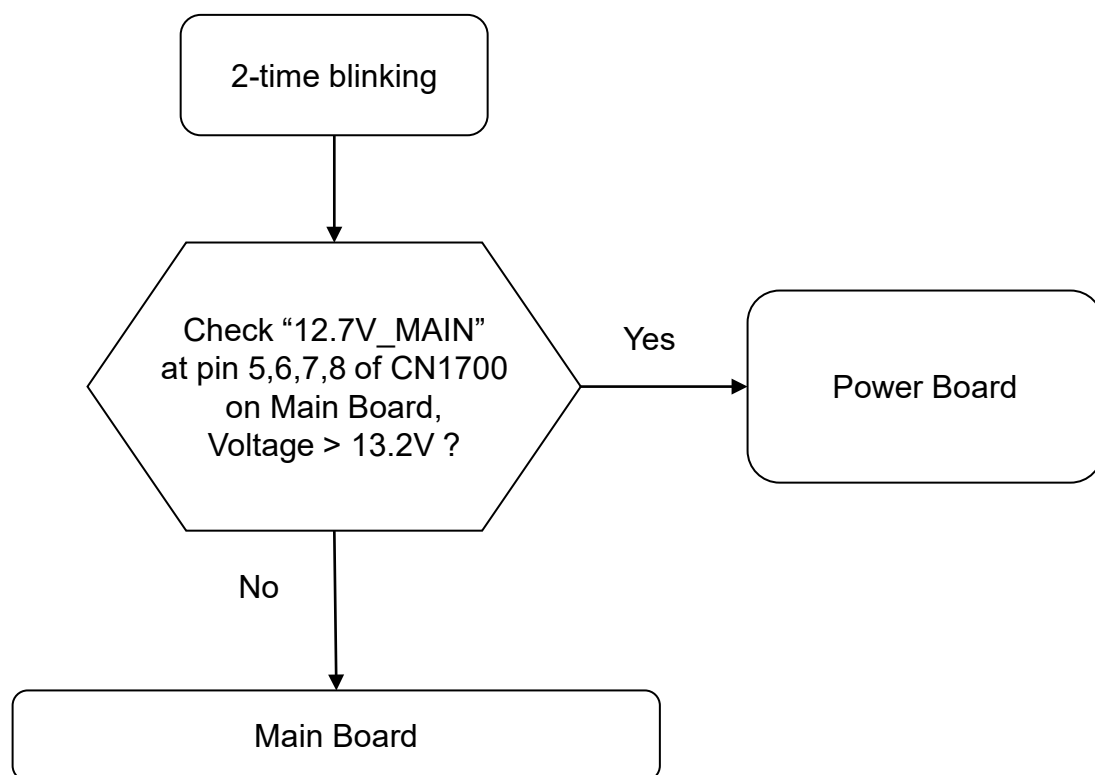 2-time blinking
Check “12.7V_MAIN”
at pin 5,6,7,8 of CN1700
on Main Board,
Voltage > 13.2V ?
Yes
Power Board
No
Main Board